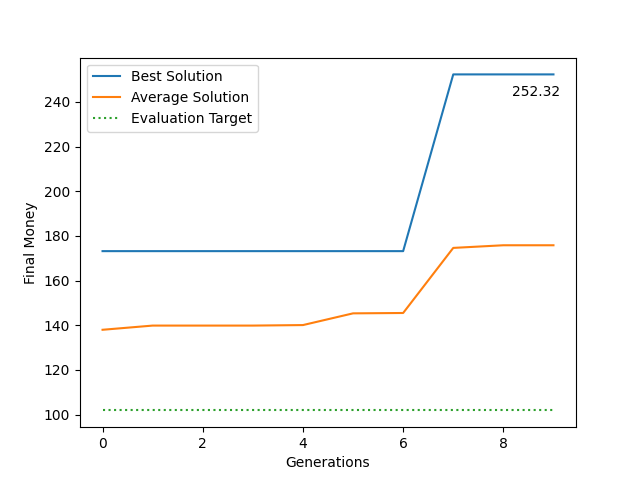 Best Solution
Average Solution
Evaluation Target
252.32
240
220
200
180
160
140
120
100
Final Money
0 2 4 6 8
Generations